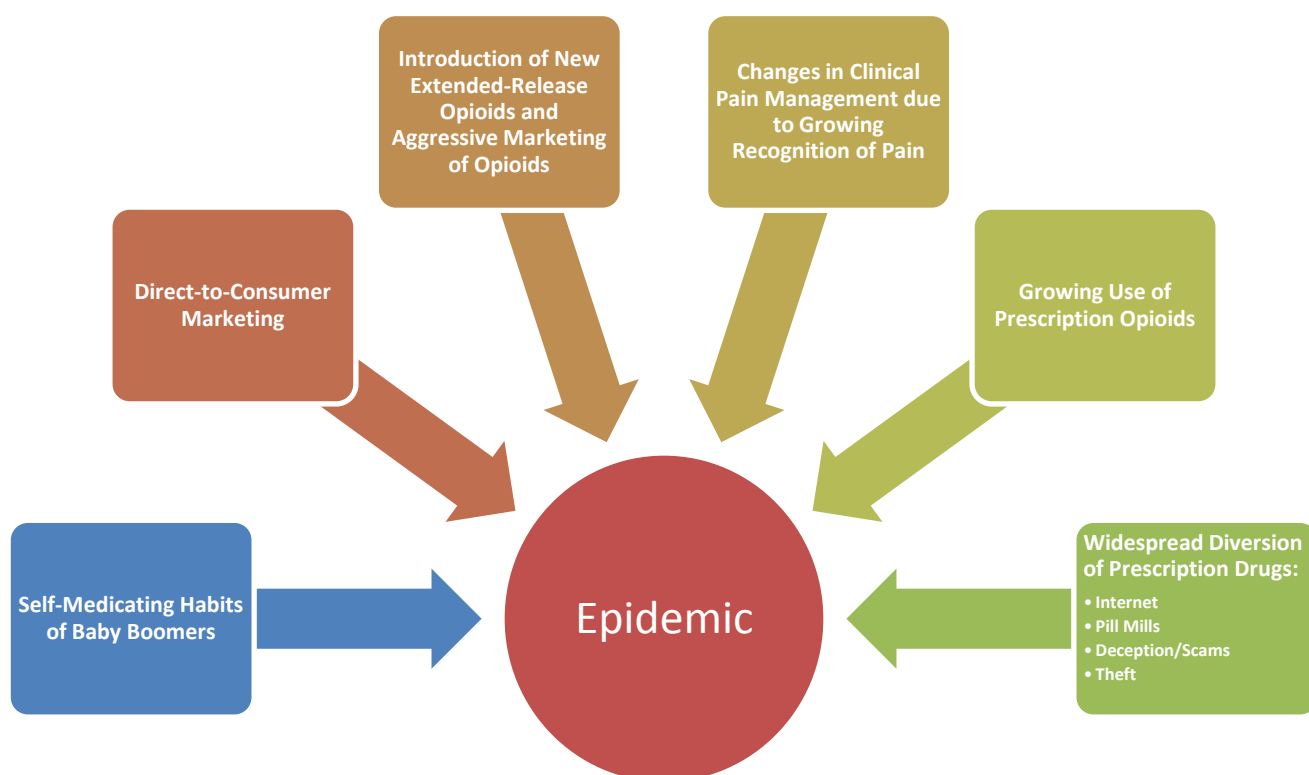 Introduction of New
Extended-Release
Opioids and
Aggressive Marketing
of Opioids
Changes in Clinical
Pain Management due
to Growing
Recognition of Pain
Direct-to-Consumer
Marketing
Growing Use of
Prescription Opioids
Self-Medicating Habits
of Baby Boomers
Epidemic
Widespread Diversion
of Prescription Drugs:
• Internet
• Pill Mills
• Deception/Scams
• Theft